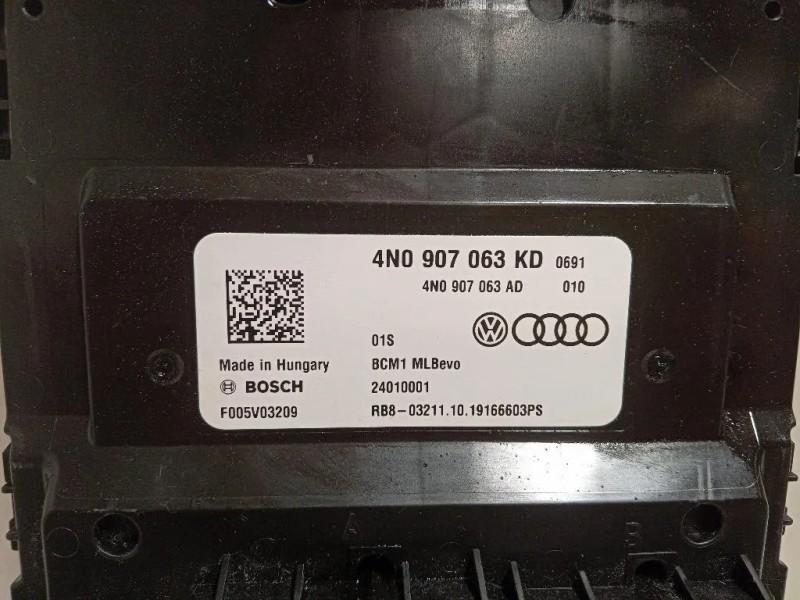 4N0 907 063 KD 0691
4N0 907 063 AD 010
01S
Made in Hungary BCM1 MLBevo
BOSCH 24010001
F005V03209 RB8-03211.10.19166603PS
A B